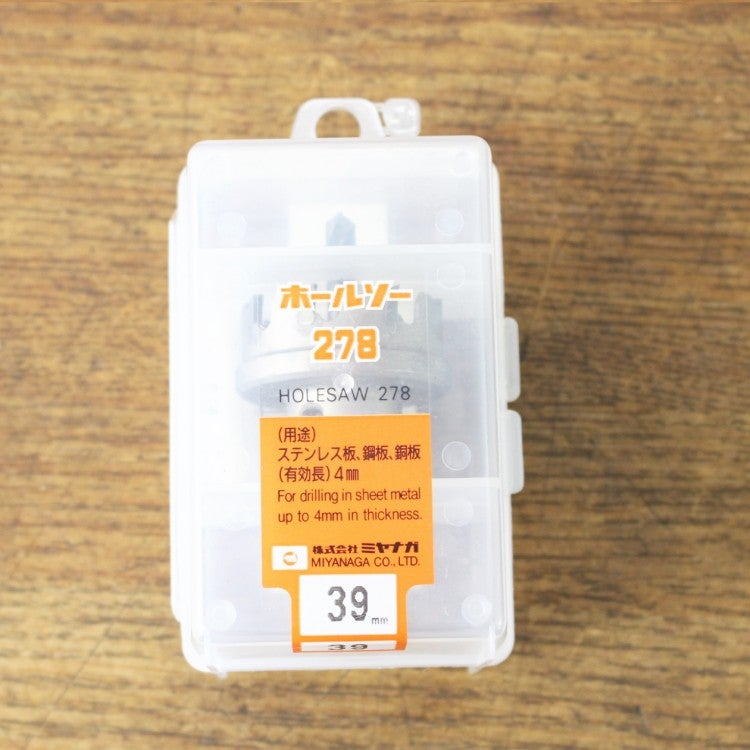 ホールソー
278
HOLESAW 278
(用途)
ステンレス板、鋼板、銅板
(有効長)4mm
For drilling in sheet metal
up to 4mm in thickness.
株式会社 ミヤナガ
MIYANAGA CO., LTD.
39mm
39